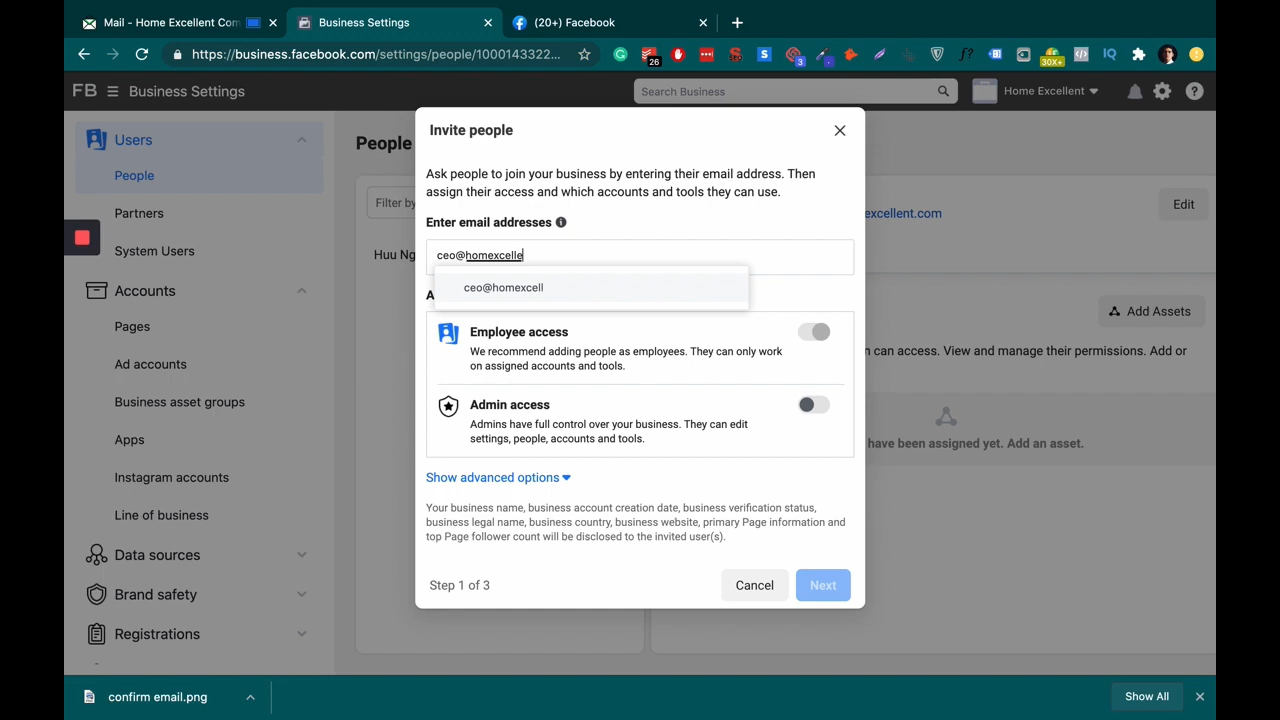 Mail - Home Excellent Com
Business Settings
(20+) Facebook
https://business.facebook.com/settings/people/1000143322...
26
3
30X+
IQ
FB Business Settings
Search Business
Home Excellent
Users
People
Partners
System Users
Accounts
Pages
Ad accounts
Business asset groups
Apps
Instagram accounts
Line of business
Data sources
Brand safety
Registrations
People
Filter by
Huu Ng
excellent.com
Edit
Add Assets
n can access. View and manage their permissions. Add or
have been assigned yet. Add an asset.
Invite people
Ask people to join your business by entering their email address. Then
assign their access and which accounts and tools they can use.
Enter email addresses
ceo@homexcelle
ceo@homexcell
A
Employee access
We recommend adding people as employees. They can only work
on assigned accounts and tools.
Admin access
Admins have full control over your business. They can edit
settings, people, accounts and tools.
Show advanced options
Your business name, business account creation date, business verification status,
business legal name, business country, business website, primary Page information and
top Page follower count will be disclosed to the invited user(s).
Step 1 of 3
Cancel
Next
confirm email.png
Show All